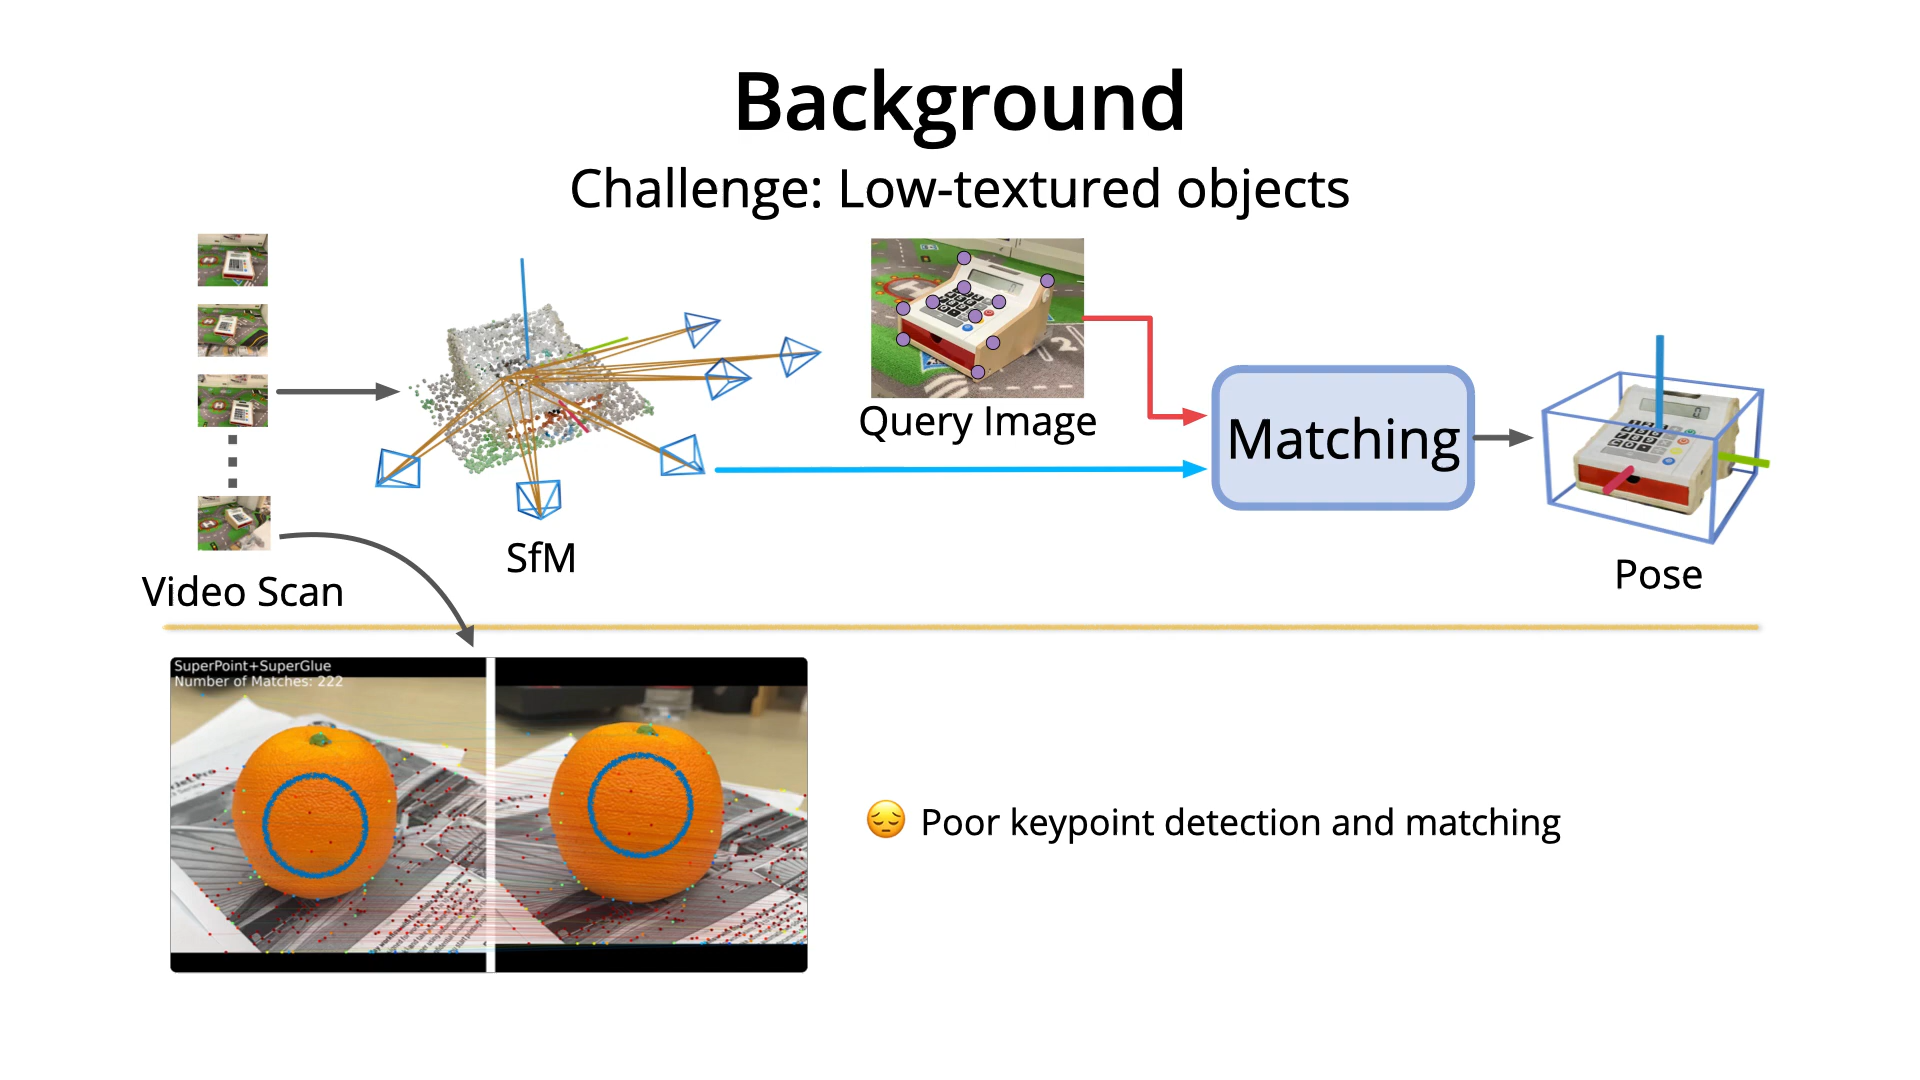 Background
Challenge: Low-textured objects
Query Image
Matching
SfM
Video Scan
Pose
SuperPoint+SuperGlue
Number of Matches: 222
😔 Poor keypoint detection and matching